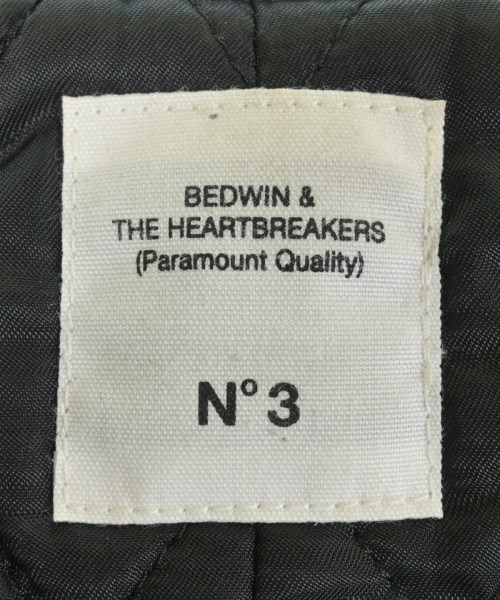 BEDWIN &
THE HEARTBREAKERS
(Paramount Quality)
N° 3